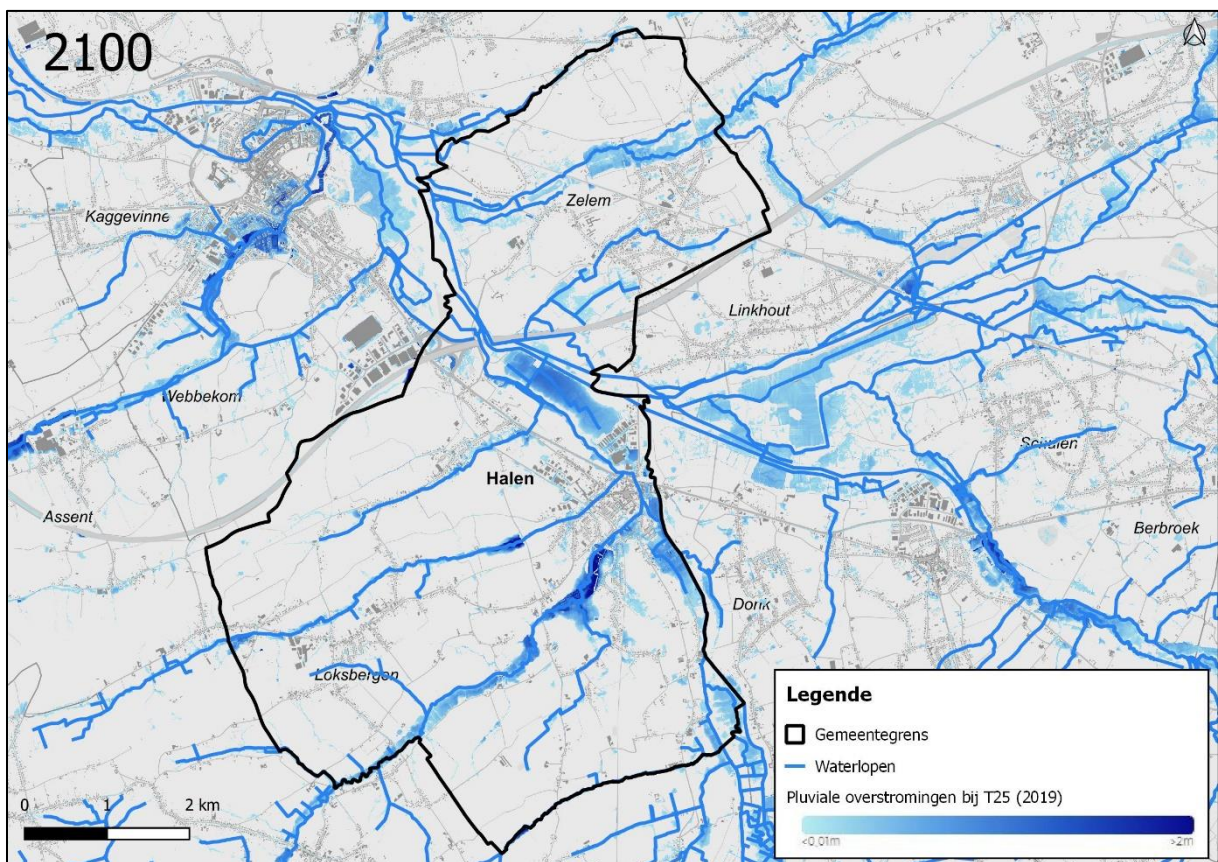 2100
Zelem
Kaggevinne
Linkhout
Webbekom
Schulen
Halen
Assent
Berbroek
Donk
Loksbergen
0 1 2 km
Legende
Gemeentegrens
Waterlopen
Pluviale overstromingen bij T25 (2019)
<0,01m >2m